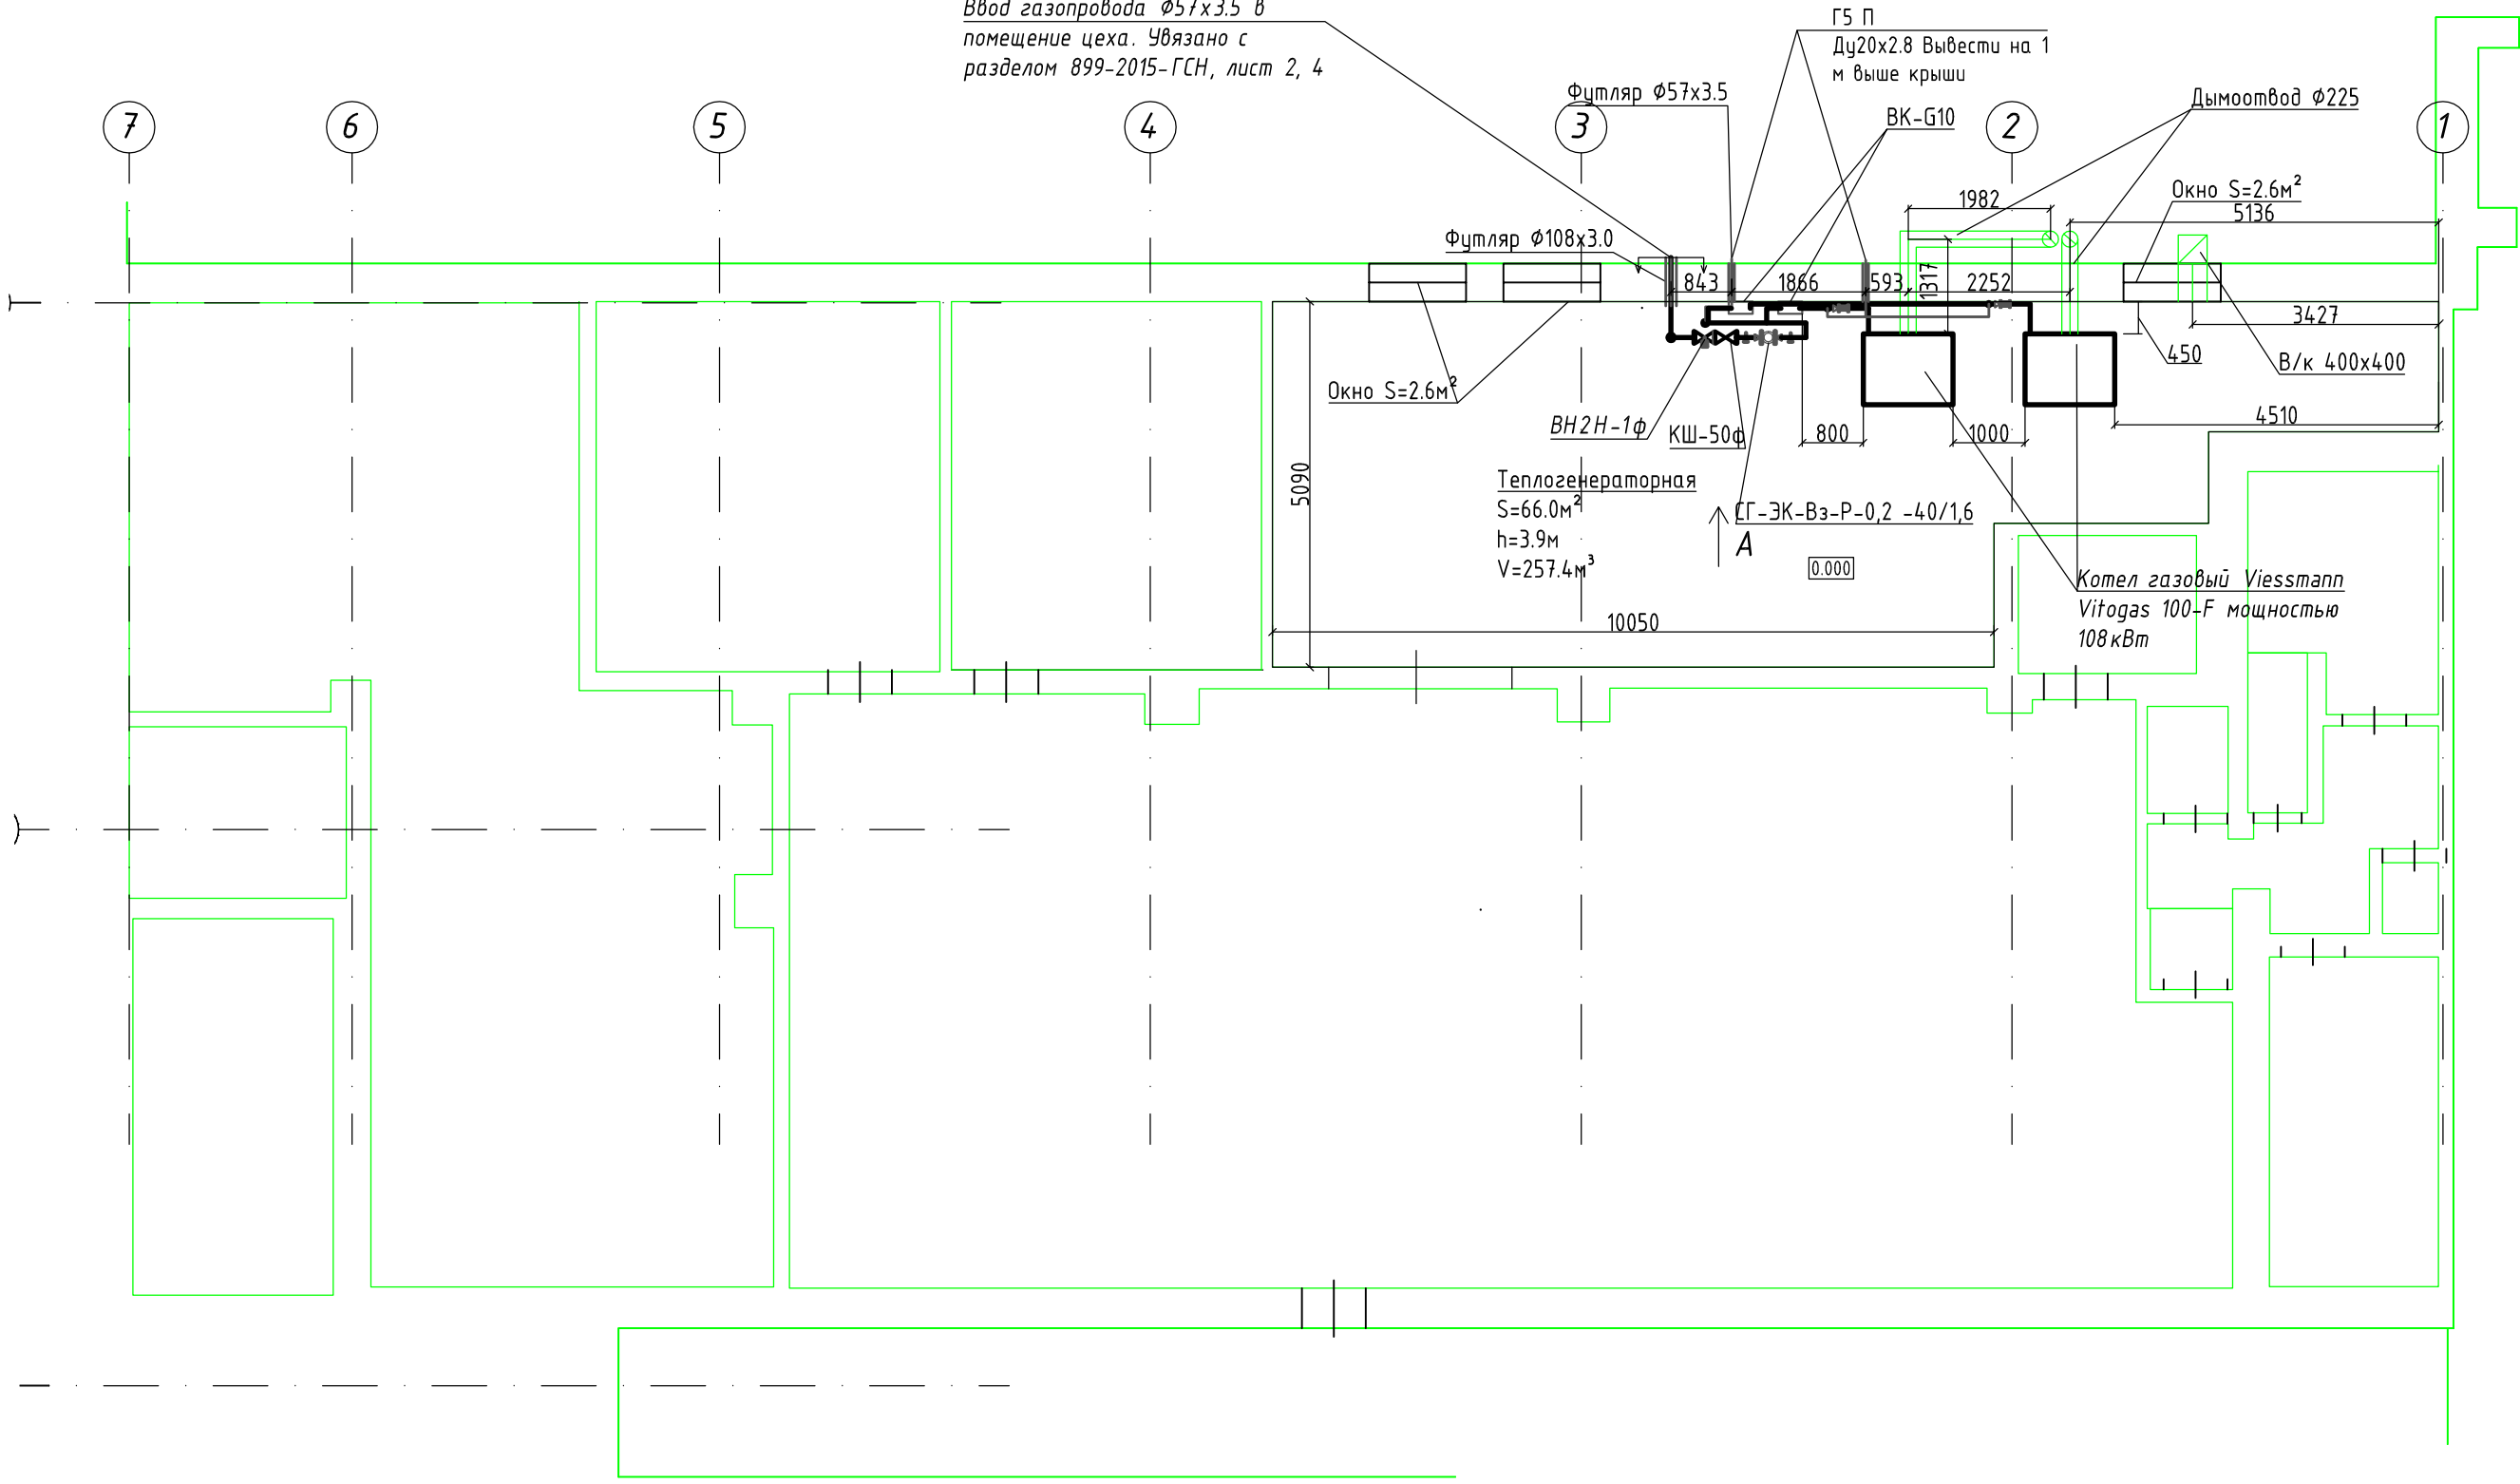 Ввод газопровода Ø57х3.5 в
помещение цеха. Увязано с
разделом 899-2015-ГСН, лист 2, 4
Г5 П
Ду20х2.8 Вывести на 1
м выше крыши
Футляр Ø57х3.5
ВК-G10
Дымоотвод Ø225
7
6
5
4
3
2
1
Окно S=2.6м²
1982
5136
Футляр Ø108х3.0
843
1866
593
1317
2252
3427
450
В/к 400х400
Окно S=2.6м²
ВН2Н-1ф
КШ-50ф
800
1000
4510
5090
Теплогенераторная
S=66.0м²
h=3.9м
V=257.4м³
СГ-ЭК-Вз-Р-0,2 -40/1,6
А
0.000
Котел газовый Viessmann
Vitogas 100-F мощностью
108кВт
10050